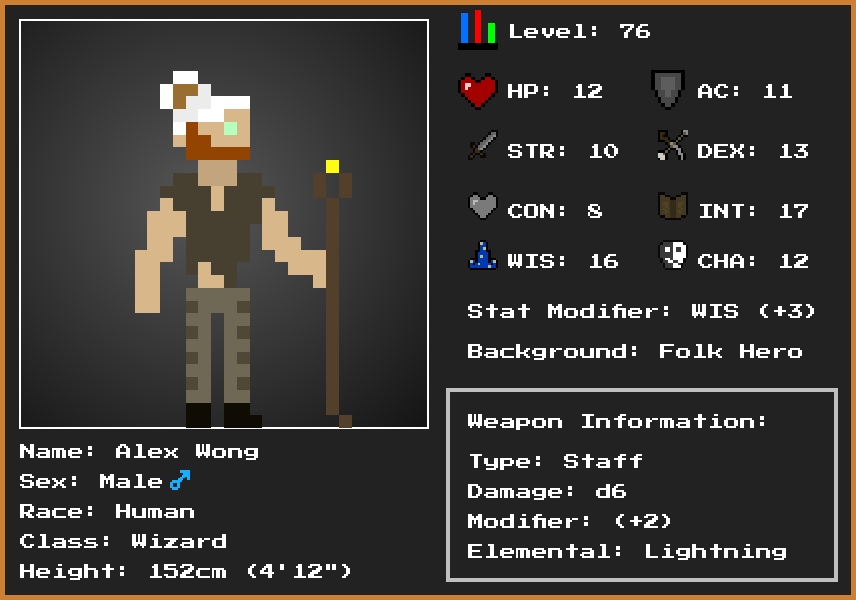 Level: 76
HP: 12
AC: 11
STR: 10
DEX: 13
CON: 8
INT: 17
WIS: 16
CHA: 12
Stat Modifier: WIS (+3)
Background: Folk Hero
Weapon Information:
Type: Staff
Damage: d6
Modifier: (+2)
Elemental: Lightning
Name: Alex Wong
Sex: Male ♂
Race: Human
Class: Wizard
Height: 152cm (4'12")